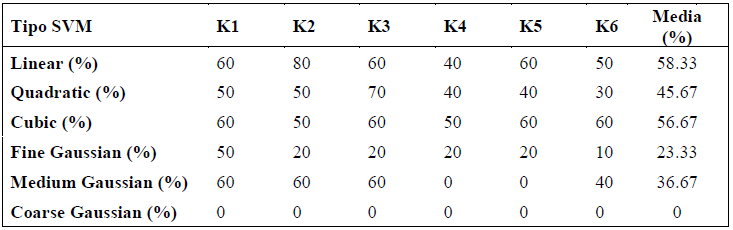 Tipo SVM K1 K2 K3 K4 K5 K6 Media (%)
Linear (%) 60 80 60 40 60 50 58.33
Quadratic (%) 50 50 70 40 40 30 45.67
Cubic (%) 60 50 60 50 60 60 56.67
Fine Gaussian (%) 50 20 20 20 20 10 23.33
Medium Gaussian (%) 60 60 60 0 0 40 36.67
Coarse Gaussian (%) 0 0 0 0 0 0 0